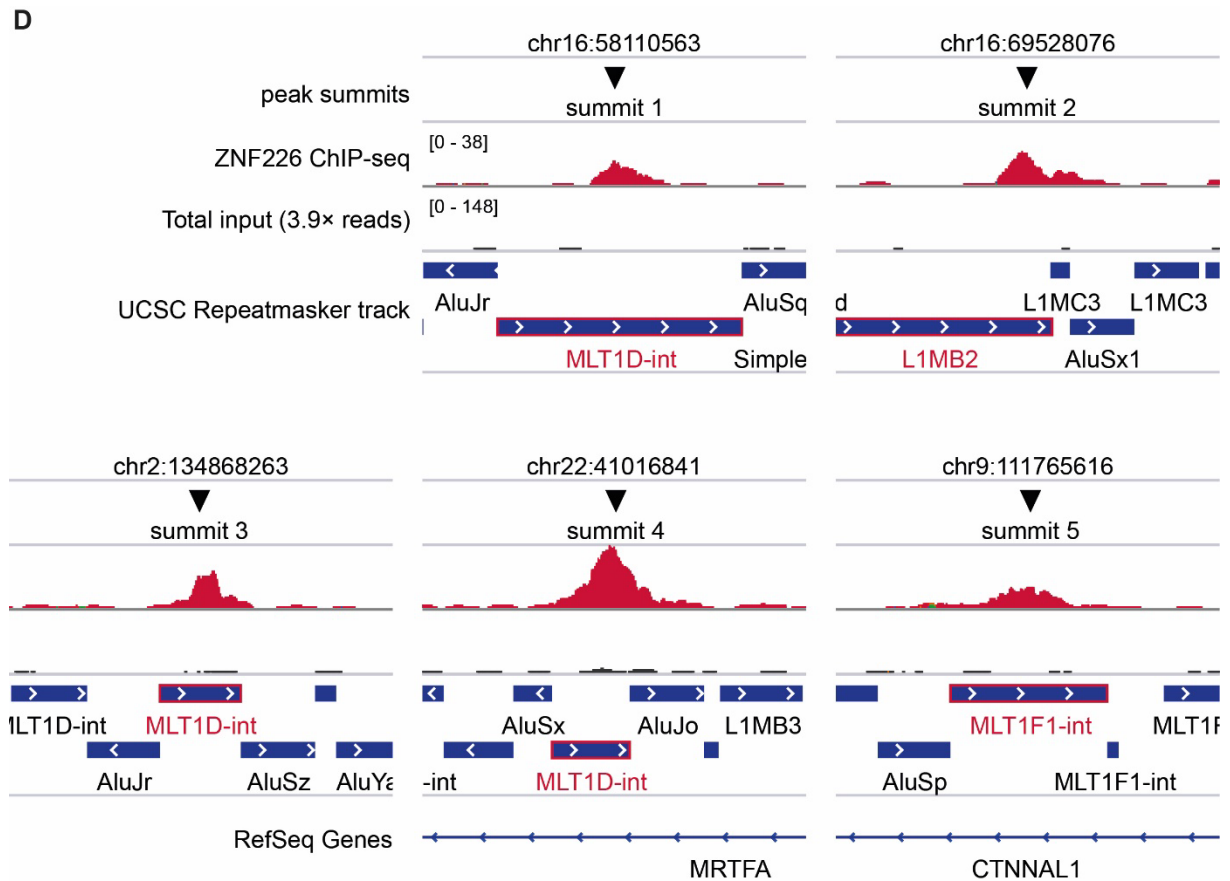 D
chr16:58110563 chr16:69528076
peak summits
summit 1 summit 2
ZNF226 ChIP-seq [0 - 38]
Total input (3.9× reads) [0 - 148]
UCSC Repeatmasker track
AluJr AluSq d L1MC3 L1MC3
MLT1D-int Simple L1MB2 AluSx1
chr2:134868263 chr22:41016841 chr9:111765616
summit 3 summit 4 summit 5
MLT1D-int MLT1D-int AluSx AluJo L1MB3 MLT1F1-int MLT1F
AluJr AluSz AluYa -int MLT1D-int AluSp MLT1F1-int
RefSeq Genes
MRTFA CTNNAL1